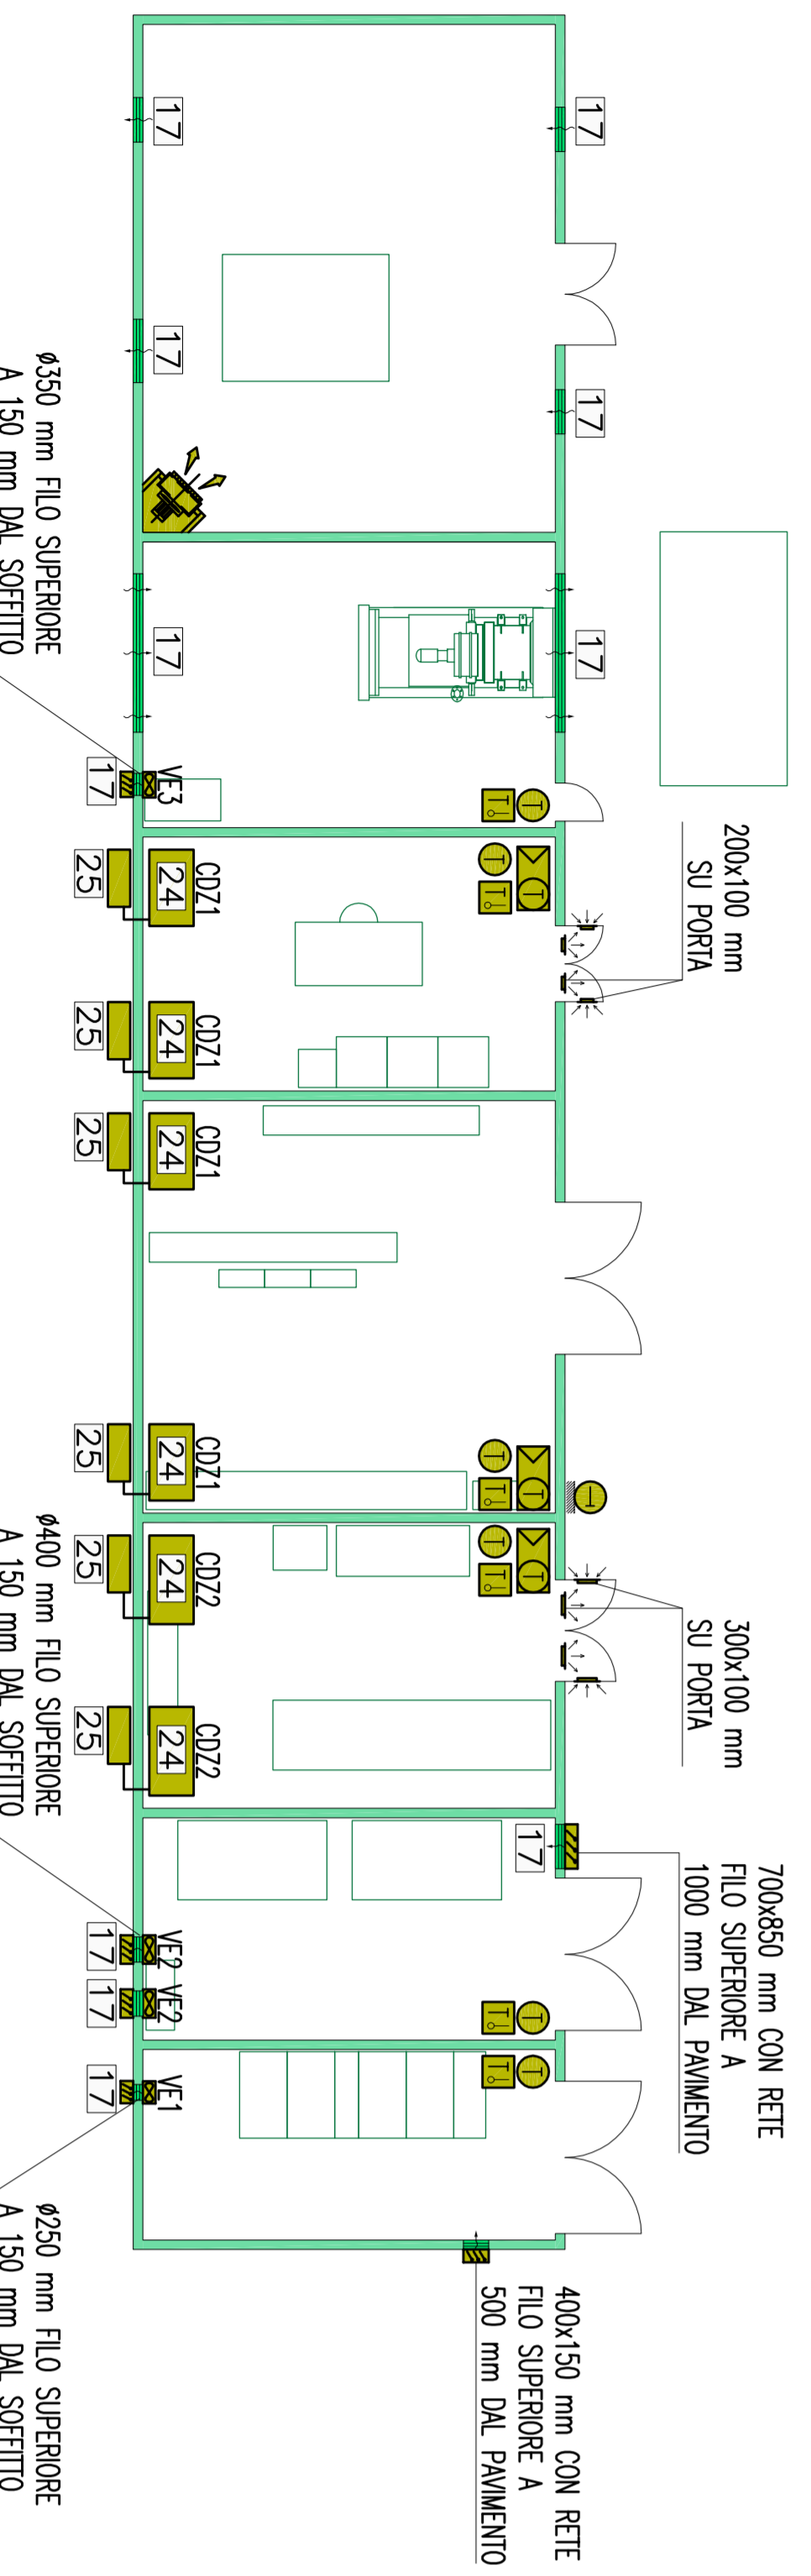 700x850 mm CON RETE
FILO SUPERIORE A
1000 mm DAL PAVIMENTO
200x100 mm
SU PORTA
300x100 mm
SU PORTA
400x150 mm CON RETE
FILO SUPERIORE A
500 mm DAL PAVIMENTO
17
17
17
T
T
T
T
T
T
T
T
T
T
T
T
17
T
T
T
T
17
17
17
VE3
17
CDZ1
24
25
CDZ1
24
25
CDZ1
24
25
CDZ1
24
25
CDZ2
24
25
CDZ2
24
25
VE2
17
VE2
17
VE1
17
Ø350 mm FILO SUPERIORE
A 150 mm DAL SOFFITTO
Ø400 mm FILO SUPERIORE
A 150 mm DAL SOFFITTO
Ø250 mm FILO SUPERIORE
A 150 mm DAL SOFFITTO